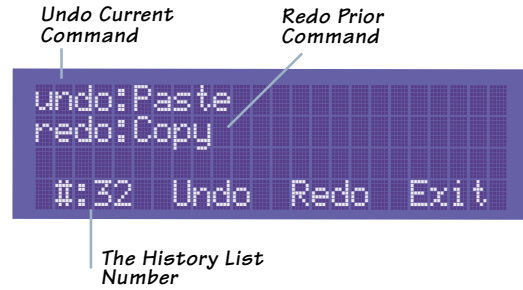 Undo Current
Command
Redo Prior
Command
undo:Paste
redo:Copy
#:32 Undo Redo Exit
The History List
Number